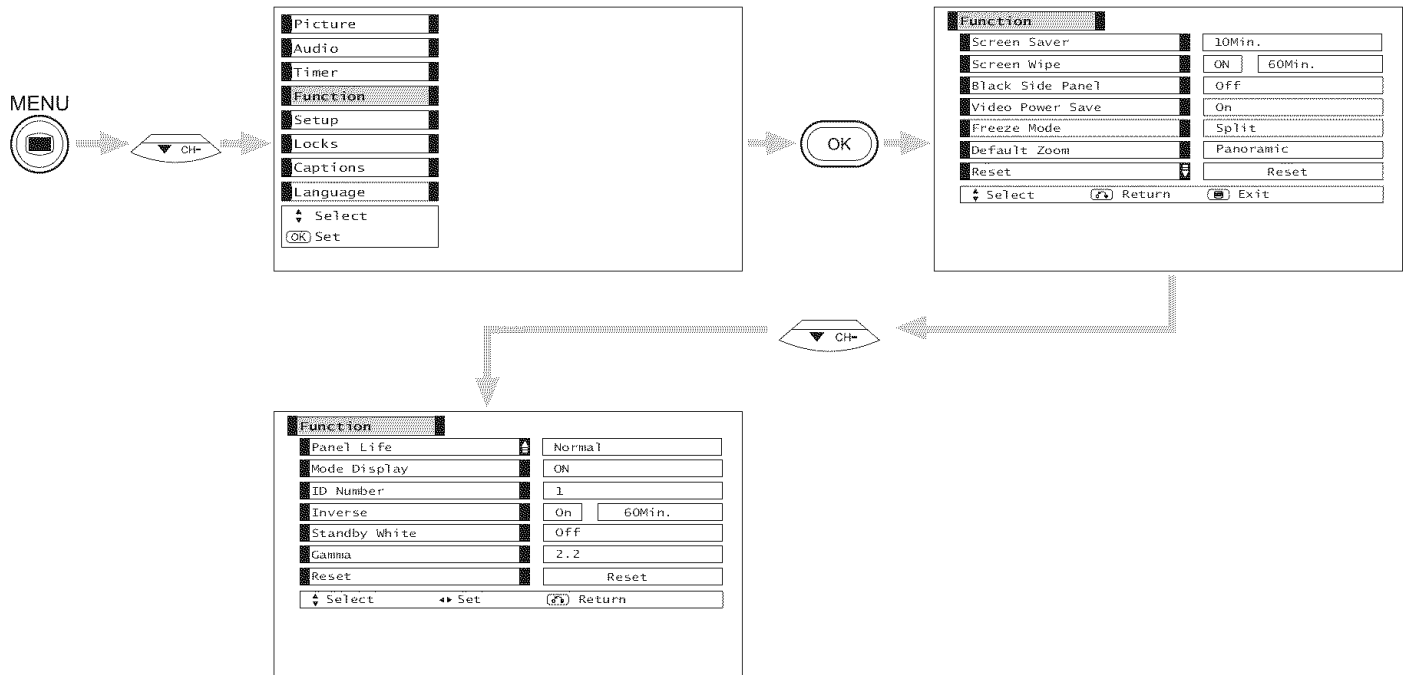 MENU
▼ CH-
Picture
Audio
Timer
Function
Setup
Locks
Captions
Language
Select
OK Set
OK
Function
Screen Saver 10Min.
Screen Wipe ON 60Min.
Black Side Panel Off
Video Power Save On
Freeze Mode Split
Default Zoom Panoramic
Reset Reset
Select Return Exit
▼ CH-
Function
Panel Life Normal
Mode Display ON
ID Number 1
Inverse On 60Min.
Standby White Off
Gamma 2.2
Reset Reset
Select Set Return